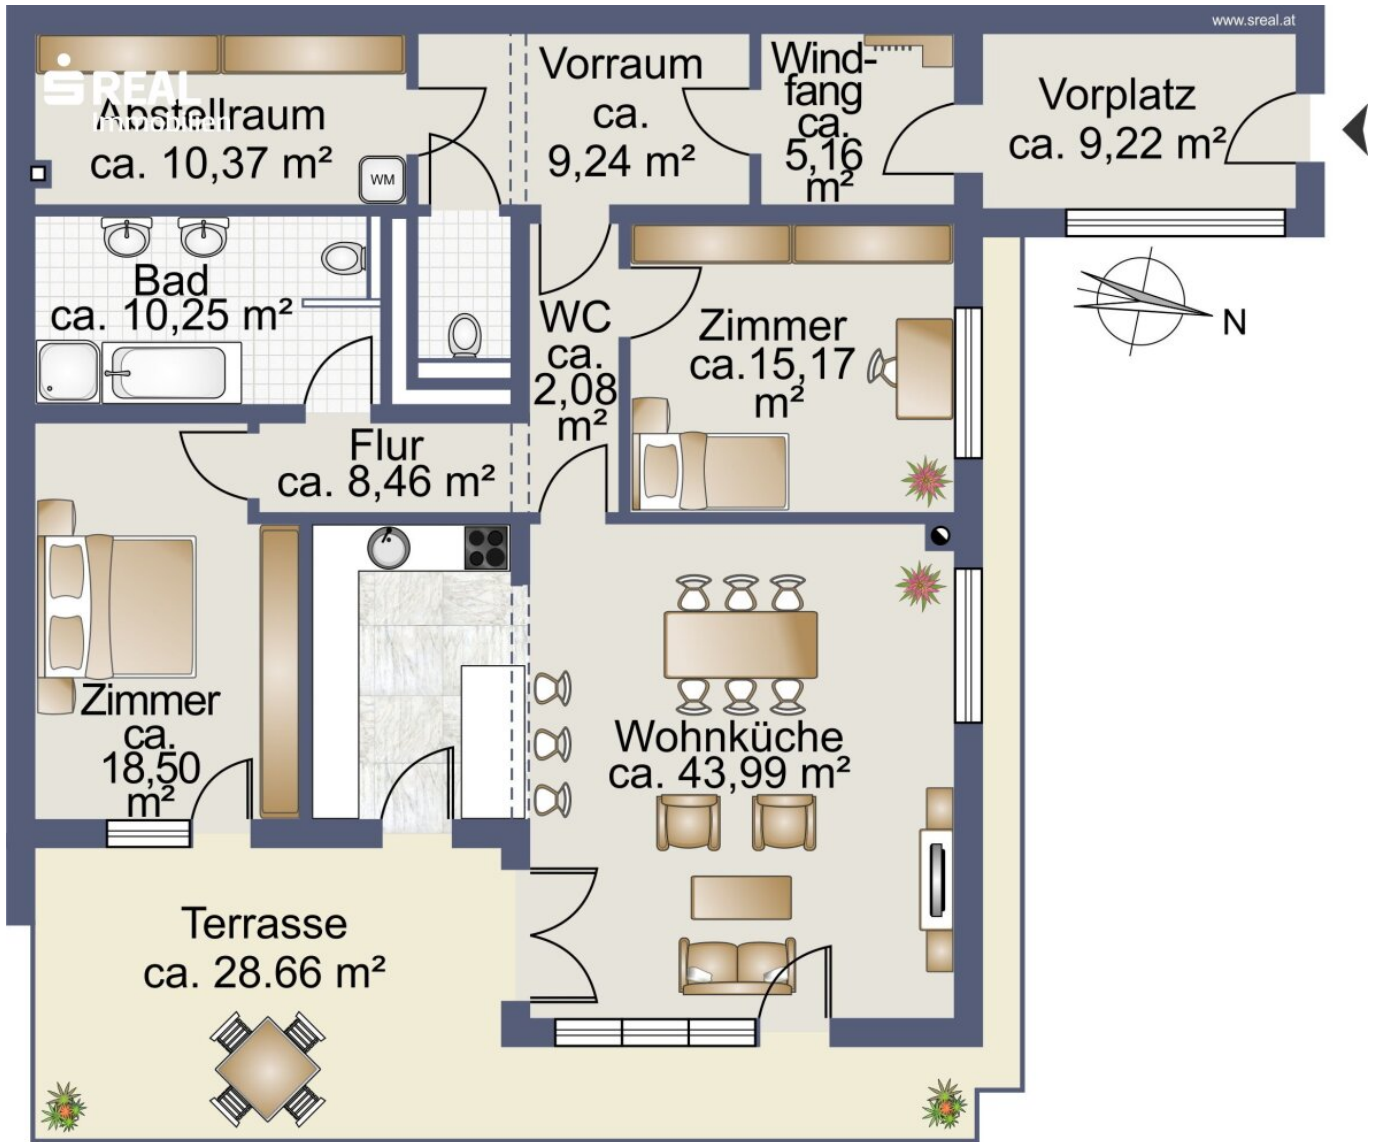 www.sreal.at
S REAL
Immobilien
Abstellraum
ca. 10,37 m²
WM
Vorraum
ca.
9,24 m²
Wind-
fang
ca.
5,16
m²
Vorplatz
ca. 9,22 m²
N
Bad
ca. 10,25 m²
WC
ca.
2,08
m²
Zimmer
ca.15,17
m²
Flur
ca. 8,46 m²
Zimmer
ca.
18,50
m²
Wohnküche
ca. 43,99 m²
Terrasse
ca. 28.66 m²